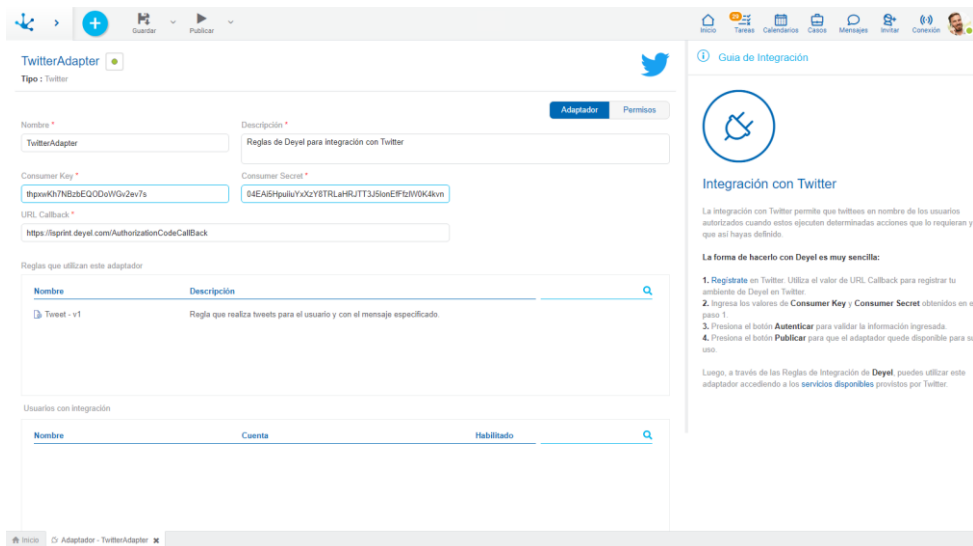 Guardar
Publicar
29
Inicio
Tareas
Calendarios
Casos
Mensajes
Invitar
Conexión
TwitterAdapter
Tipo : Twitter
Adaptador
Permisos
Nombre *
Descripción *
TwitterAdapter
Reglas de Deyel para integración con Twitter
Consumer Key *
Consumer Secret *
thpxwKh7NBzbEQODoWGv2ev7s
URL Callback *
https://isprint.deyel.com/AuthorizationCodeCallBack
Reglas que utilizan este adaptador
Nombre
Descripción
Tweet - v1
Regla que realiza tweets para el usuario y con el mensaje especificado
Usuarios con integración
Nombre
Cuenta
Habilitado
Guia de Integración
Integración con Twitter
La integración con Twitter permite que twittees en nombre de los usuarios
autorizados cuando estos ejecuten determinadas acciones que lo requieran y
que así hayas definido.
La forma de hacerlo con Deyel es muy sencilla:
1. Regístrate en Twitter. Utiliza el valor de URL Callback para registrar tu
ambiente de Deyel en Twitter.
2. Ingresa los valores de Consumer Key y Consumer Secret obtenidos en e
paso 1.
3. Presiona el botón Autenticar para validar la información ingresada.
4. Presiona el botón Publicar para que el adaptador quede disponible para su
uso.
Luego, a través de las Reglas de Integración de Deyel, puedes utilizar este
adaptador accediendo a los servicios disponibles provistos por Twitter.
Inicio
Adaptador - TwitterAdapter